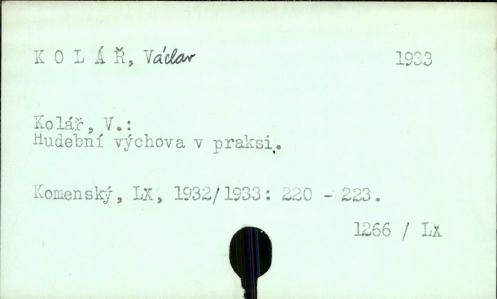 K O L Á Ř, Václav 1933
Kolář, V.:
Hudební výchova v praksi.
Komenský, LX, 1932/1933: 220 - 223.
1266 / LX